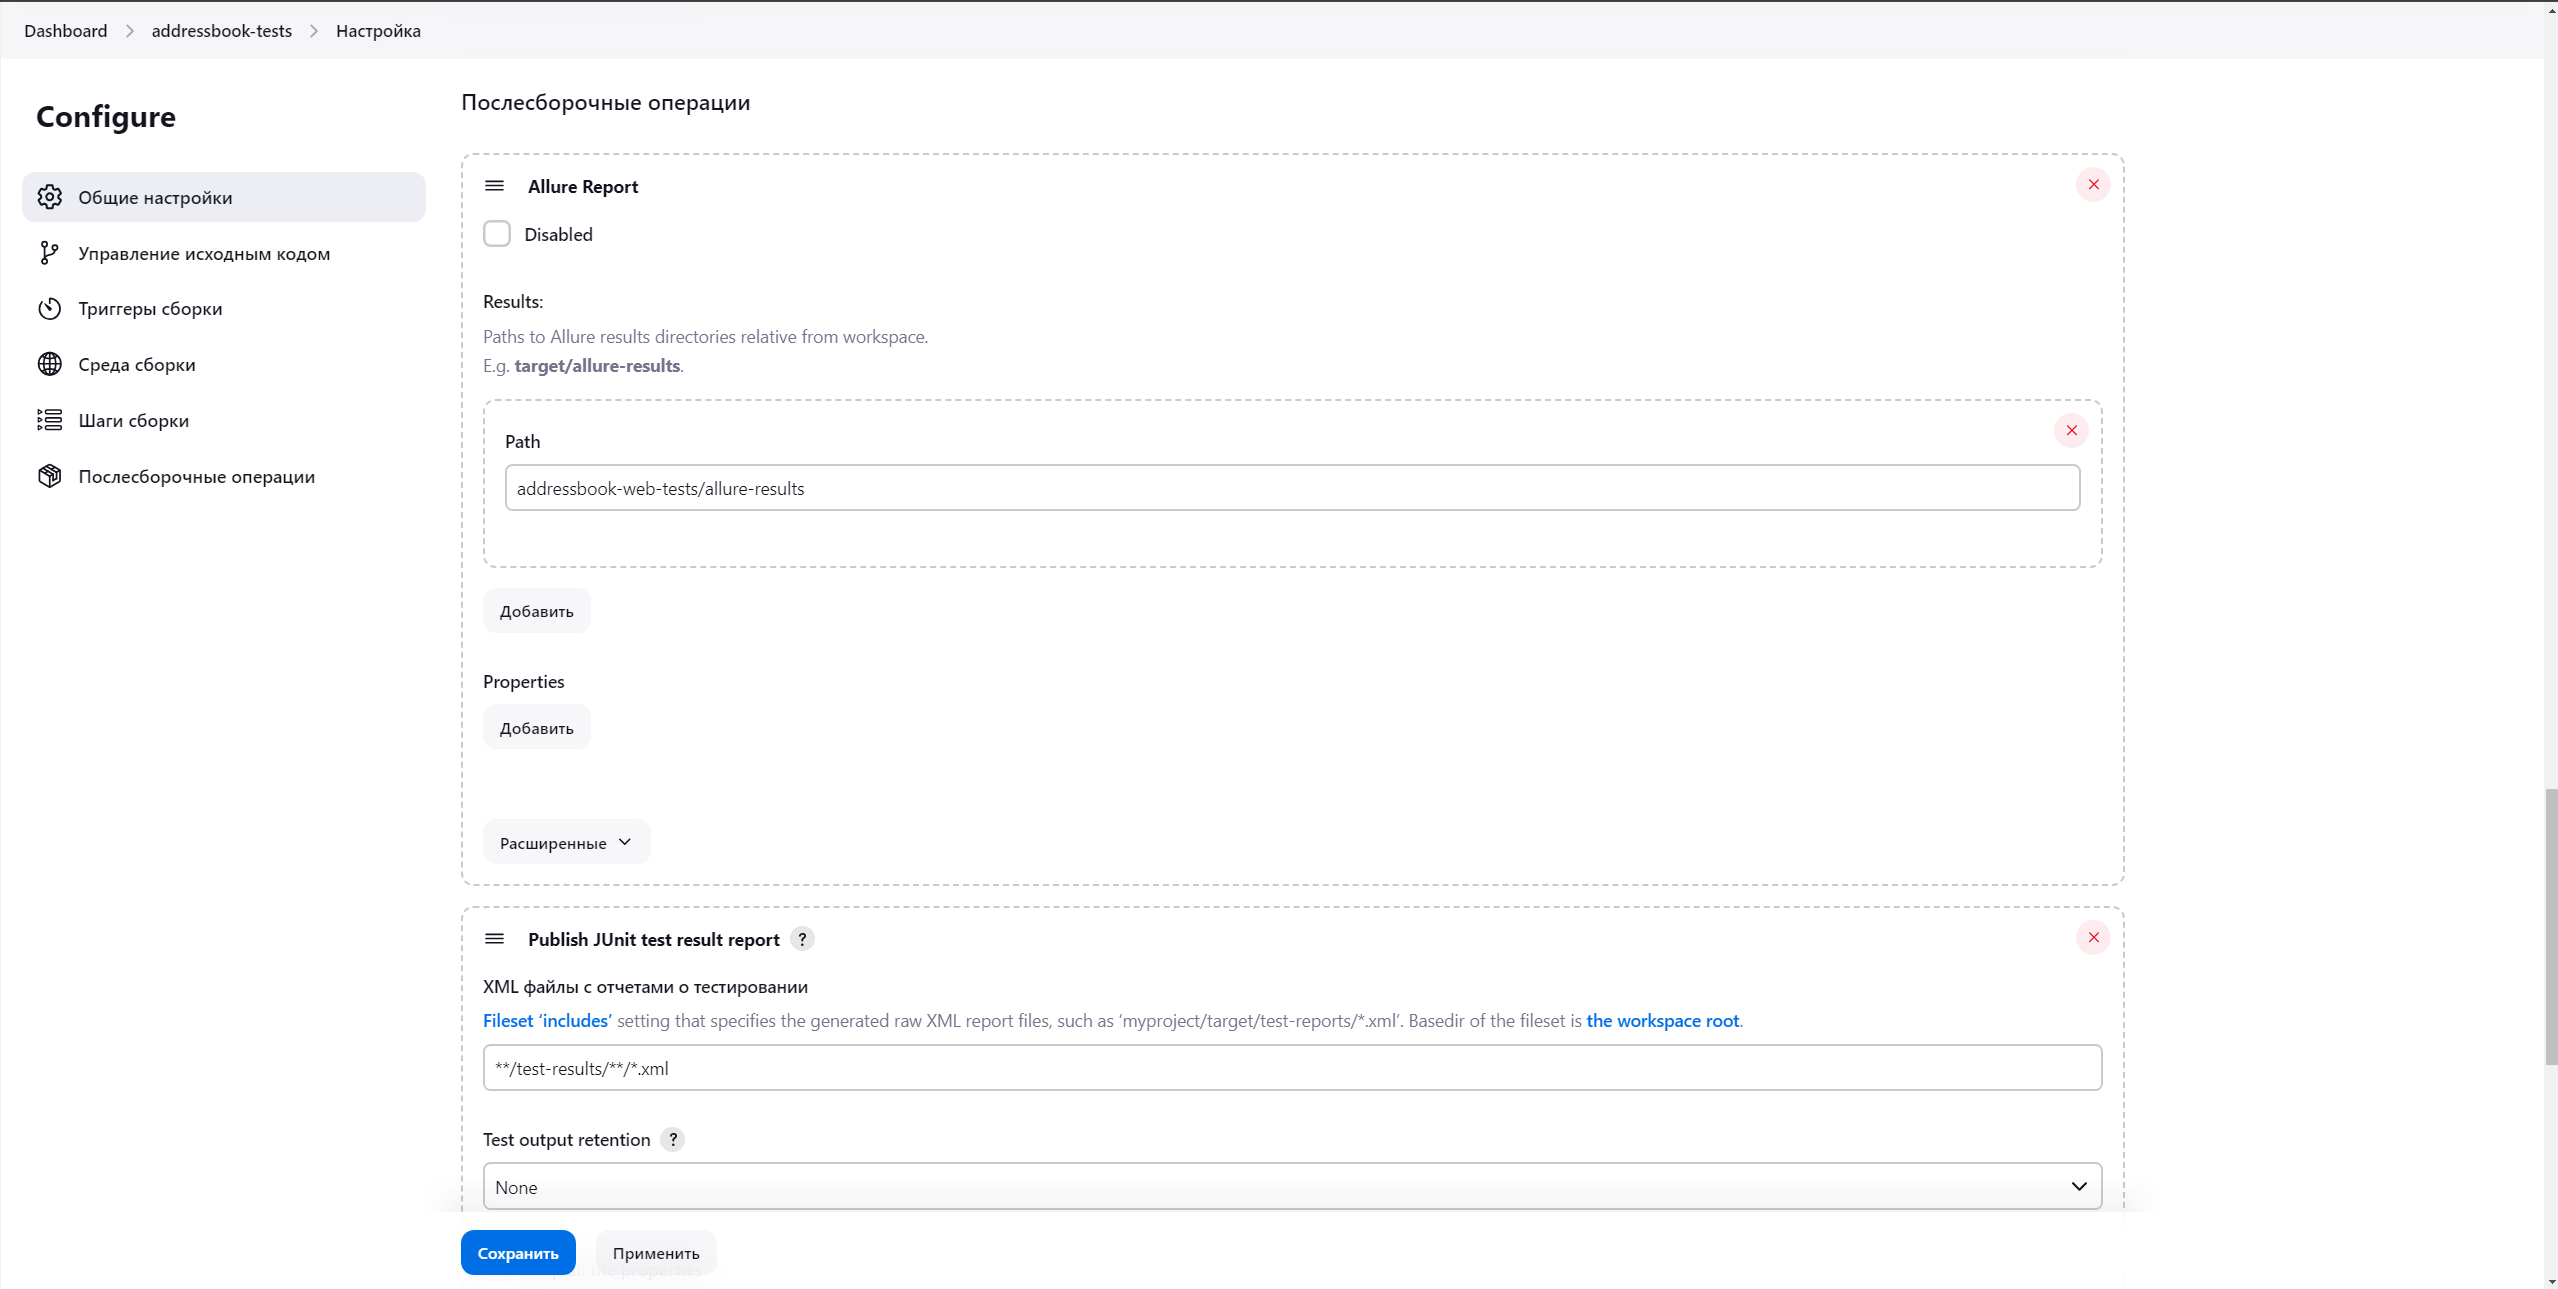 Dashboard > addressbook-tests > Настройка
Configure
Общие настройки
Управление исходным кодом
Триггеры сборки
Среда сборки
Шаги сборки
Послесборочные операции
Послесборочные операции
Allure Report
Disabled
Results:
Paths to Allure results directories relative from workspace.
E.g. target/allure-results.
Path
addressbook-web-tests/allure-results
Добавить
Properties
Добавить
Расширенные
Publish JUnit test result report ?
XML файлы с отчетами о тестировании
Fileset ‘includes’ setting that specifies the generated raw XML report files, such as ‘myproject/target/test-reports/*.xml’. Basedir of the fileset is the workspace root.
**/test-results/**/*.xml
Test output retention ?
None
Сохранить
Применить